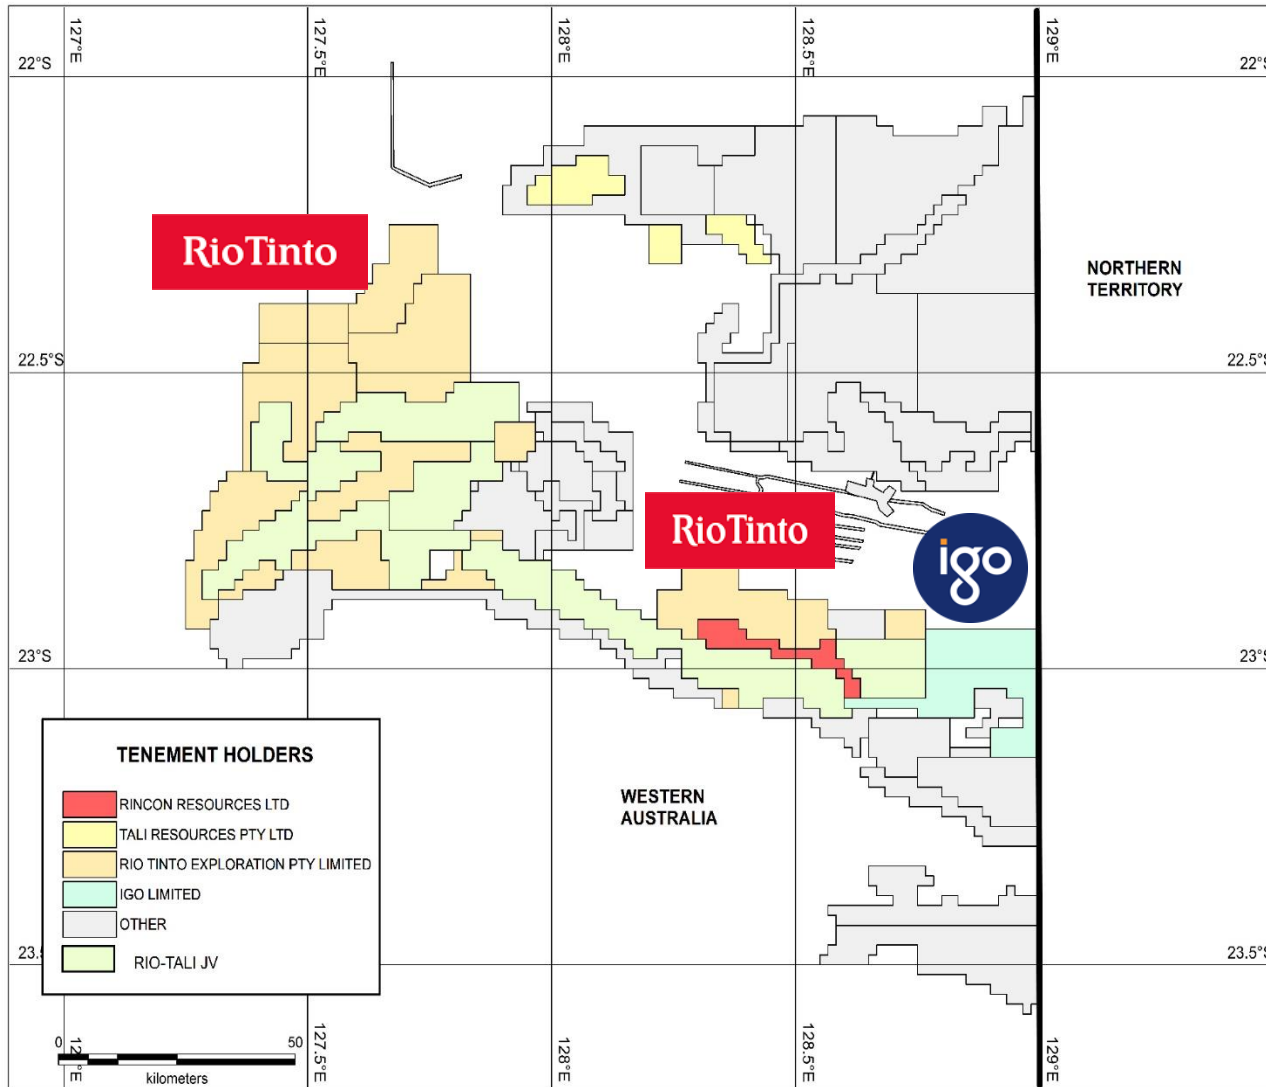 127°E
127.5°E
128°E
128.5°E
129°E
22°S
22°S
RioTinto
NORTHERN
TERRITORY
22.5°S
22.5°S
RioTinto
igo
23°S
23°S
TENEMENT HOLDERS
RINCON RESOURCES LTD
TALI RESOURCES PTY LTD
RIO TINTO EXPLORATION PTY LIMITED
IGO LIMITED
OTHER
RIO-TALI JV
WESTERN
AUSTRALIA
23.5°S
0 50
kilometers
127.5°E
128°E
128.5°E
129°E